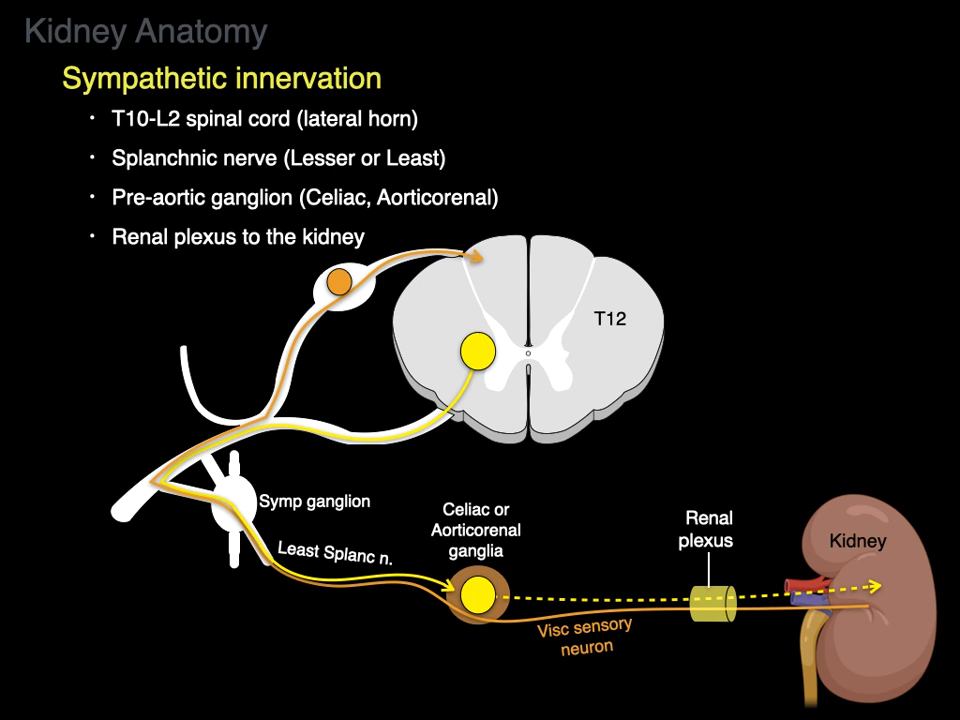 Kidney Anatomy
Sympathetic innervation
• T10-L2 spinal cord (lateral horn)
• Splanchnic nerve (Lesser or Least)
• Pre-aortic ganglion (Celiac, Aorticorenal)
• Renal plexus to the kidney
T12
Symp ganglion
Least Splanc n.
Celiac or
Aorticorenal
ganglia
Renal
plexus
Kidney
Visc sensory
neuron